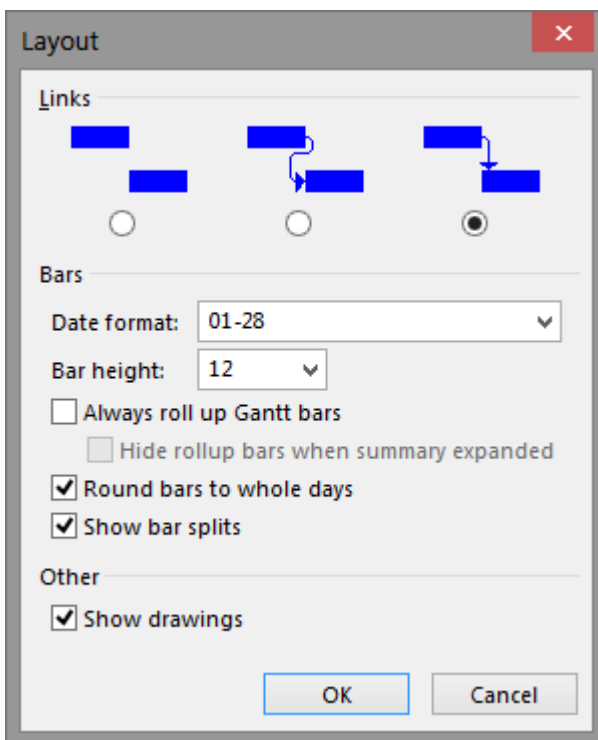 Layout
Links
Bars
Date format: 01-28
Bar height: 12
Always roll up Gantt bars
Hide rollup bars when summary expanded
Round bars to whole days
Show bar splits
Other
Show drawings
OK Cancel